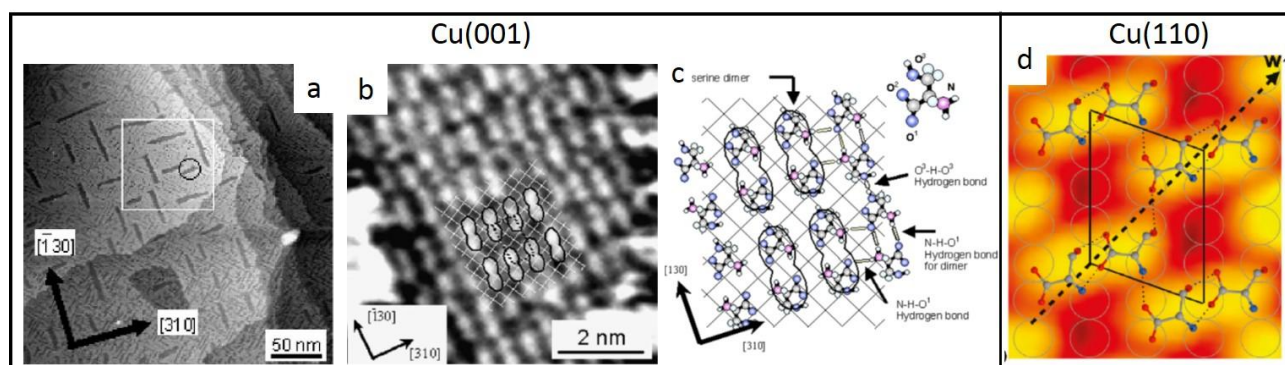 Cu(001)
Cu(110)
a
[1̄30]
[310]
50 nm
b
[1̄30]
[310]
2 nm
c
serine dimer
O³
O²
N
O¹
O³-H-O³
Hydrogen bond
N-H-O¹
Hydrogen bond
for dimer
N-H-O¹
Hydrogen bond
[130]
[310]
d
w